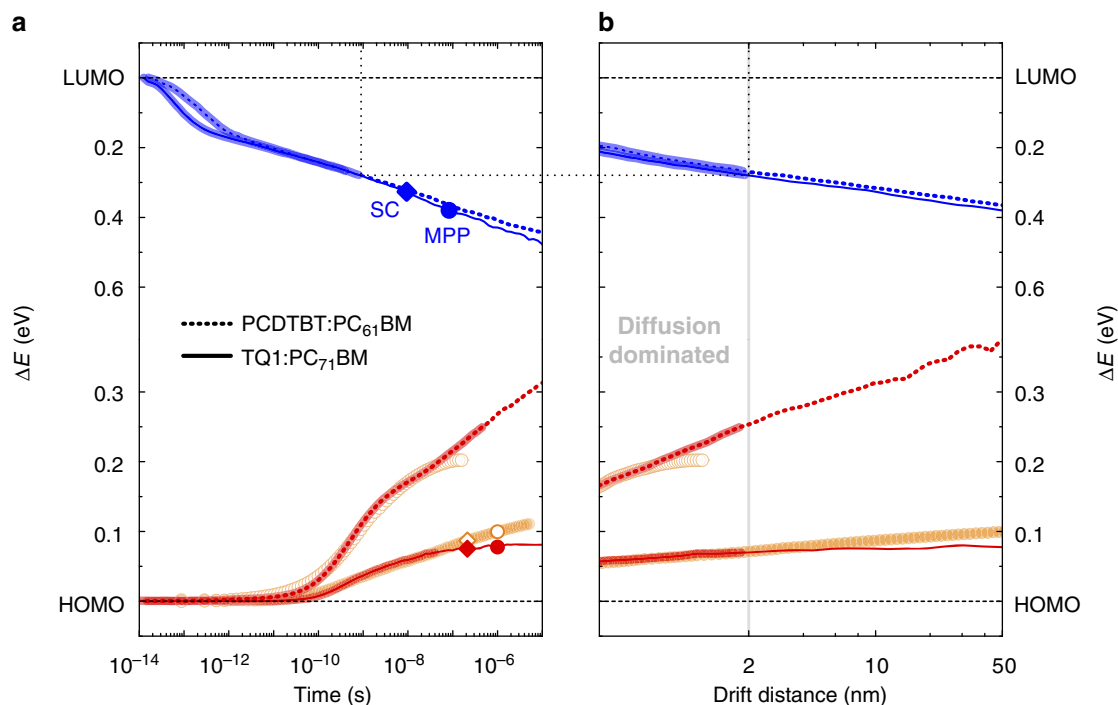 a
b
LUMO
LUMO
0.2
0.2
SC
0.4
MPP
0.4
0.6
0.6
ΔE (eV)
ΔE (eV)
PCDTBT:PC₆₁BM
TQ1:PC₇₁BM
Diffusion
dominated
0.3
0.3
0.2
0.2
0.1
0.1
HOMO
HOMO
10⁻¹⁴ 10⁻¹² 10⁻¹⁰ 10⁻⁸ 10⁻⁶
2 10 50
Time (s)
Drift distance (nm)